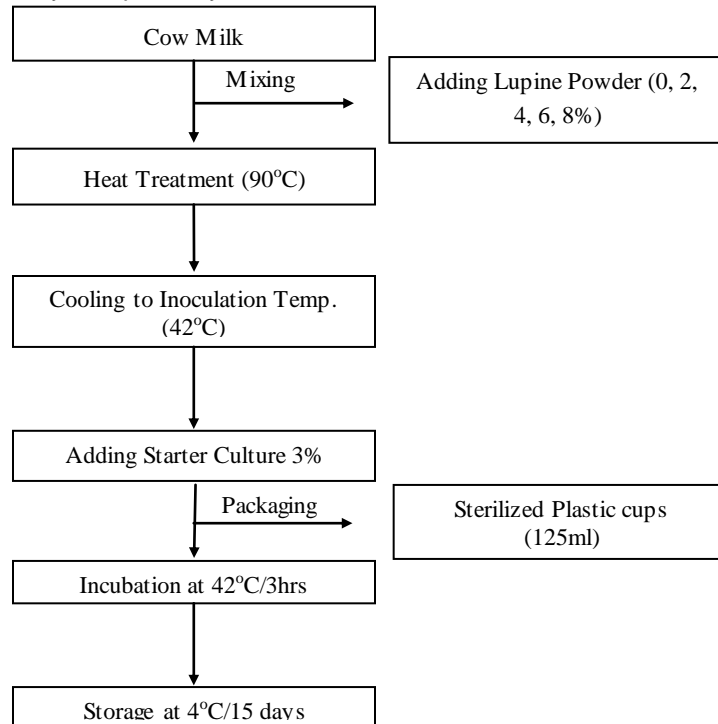 Cow Milk
Mixing
Adding Lupine Powder (0, 2,
4, 6, 8%)
Heat Treatment (90°C)
Cooling to Inoculation Temp.
(42°C)
Adding Starter Culture 3%
Packaging
Sterilized Plastic cups
(125ml)
Incubation at 42°C/3hrs
Storage at 4°C/15 days